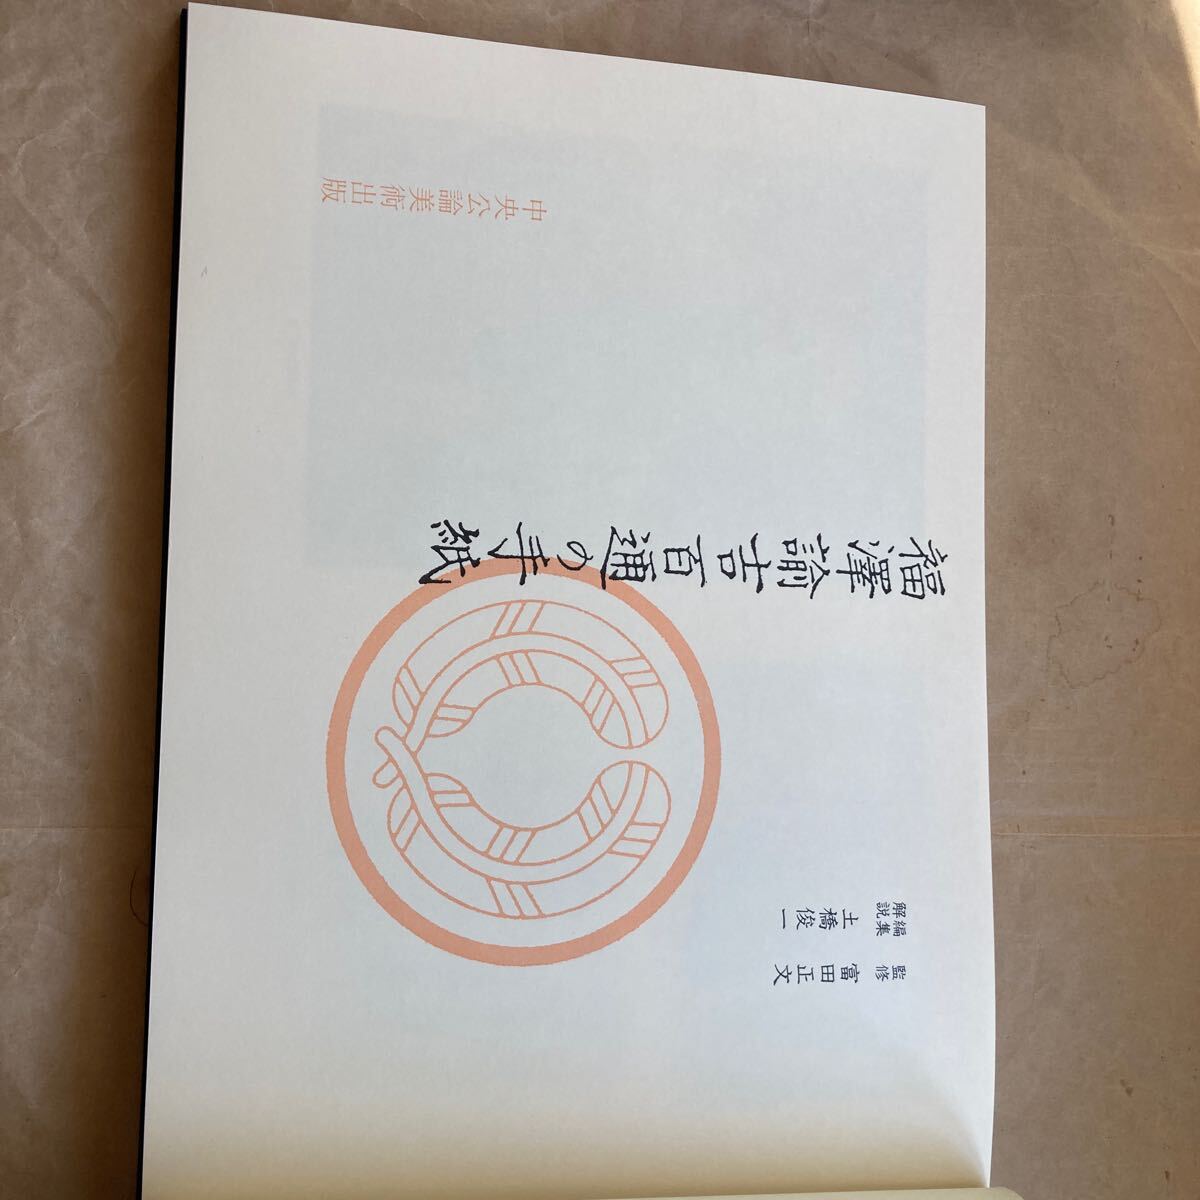 監修 富田正文
編集
解説 土橋俊一
福澤諭吉百通の手紙
中央公論美術出版